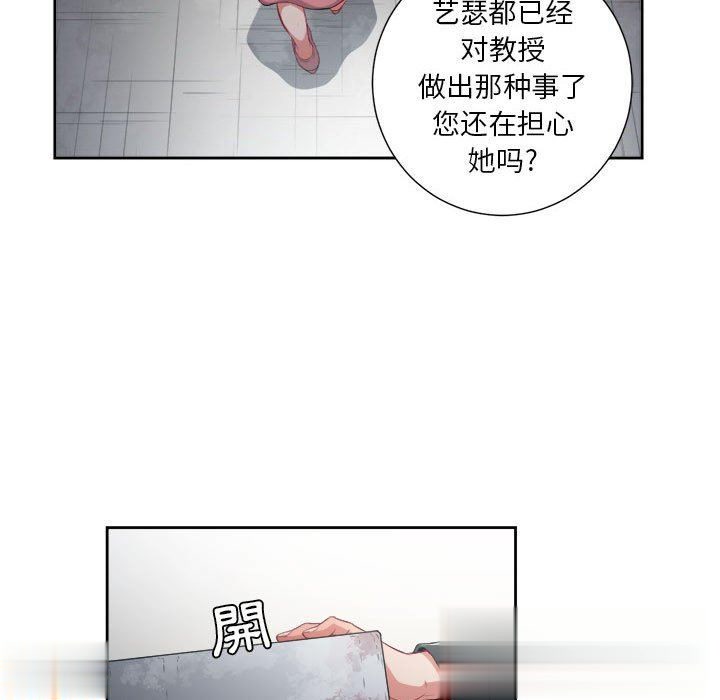 艺瑟都已经
对教授
做出那种事了
您还在担心
她吗?
開